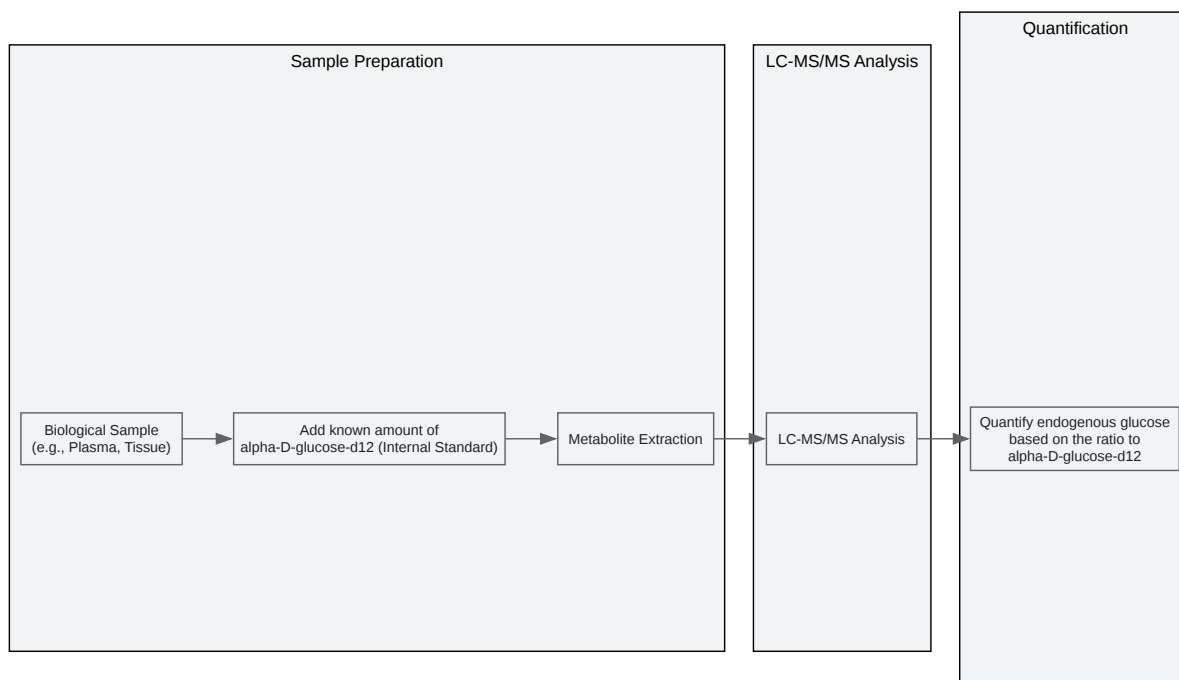 Quantification
Sample Preparation
LC-MS/MS Analysis
Biological Sample
(e.g., Plasma, Tissue)
Add known amount of
alpha-D-glucose-d12 (Internal Standard)
Metabolite Extraction
LC-MS/MS Analysis
Quantify endogenous glucose
based on the ratio to
alpha-D-glucose-d12